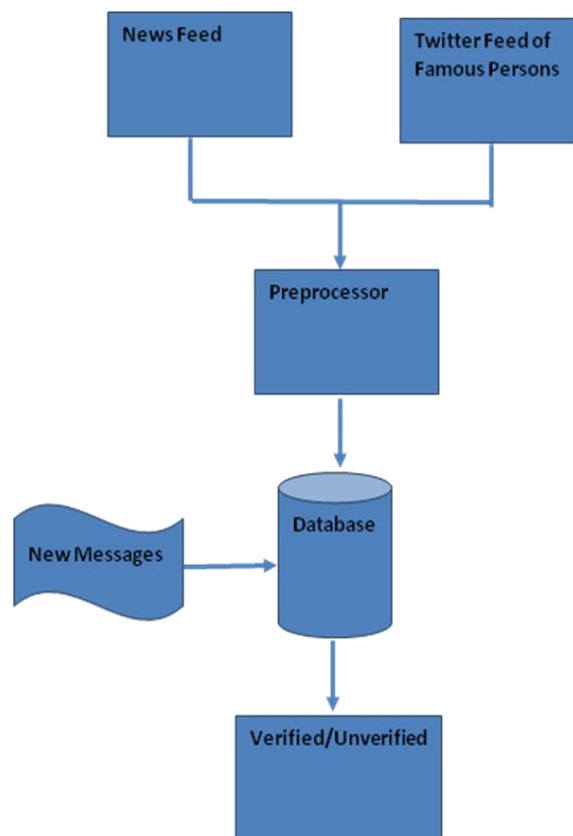 News Feed
Twitter Feed of
Famous Persons
Preprocessor
Database
New Messages
Verified/Unverified